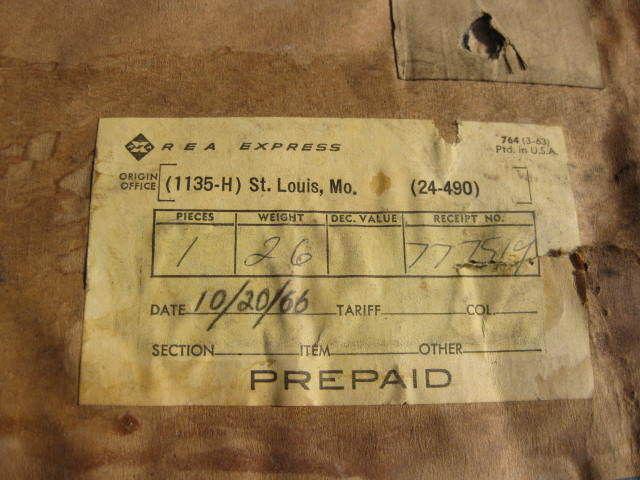 REA EXPRESS
764 (3-63)
Ptd. in U.S.A.
ORIGIN OFFICE (1135-H) St. Louis, Mo. (24-490)
PIECES WEIGHT DEC. VALUE RECEIPT NO.
1 26
DATE 10/20/66 TARIFF COL.
SECTION ITEM OTHER
PREPAID